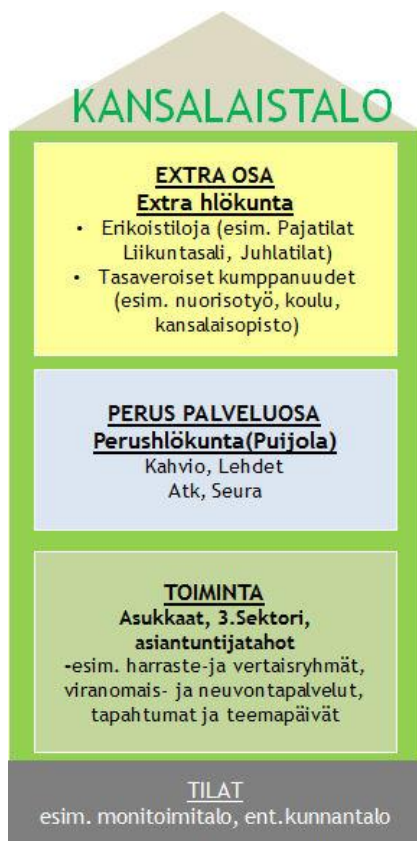 KANSALAISTALO
EXTRA OSA
Extra hlökunta
• Erikoistiloja (esim. Pajatilat
Liikuntasali, Juhlatilat)
• Tasaveroiset kumppanuudet
(esim. nuorisotyö, koulu,
kansalaisopisto)
PERUS PALVELUOSA
Perushlökunta(Puijola)
Kahvio, Lehdet
Atk, Seura
TOIMINTA
Asukkaat, 3.Sektori,
asiantuntijatahot
-esim. harraste-ja vertaisryhmät,
viranomais- ja neuvontapalvelut,
tapahtumat ja teemapäivät
TILAT
esim. monitoimitalo, ent.kunnantalo